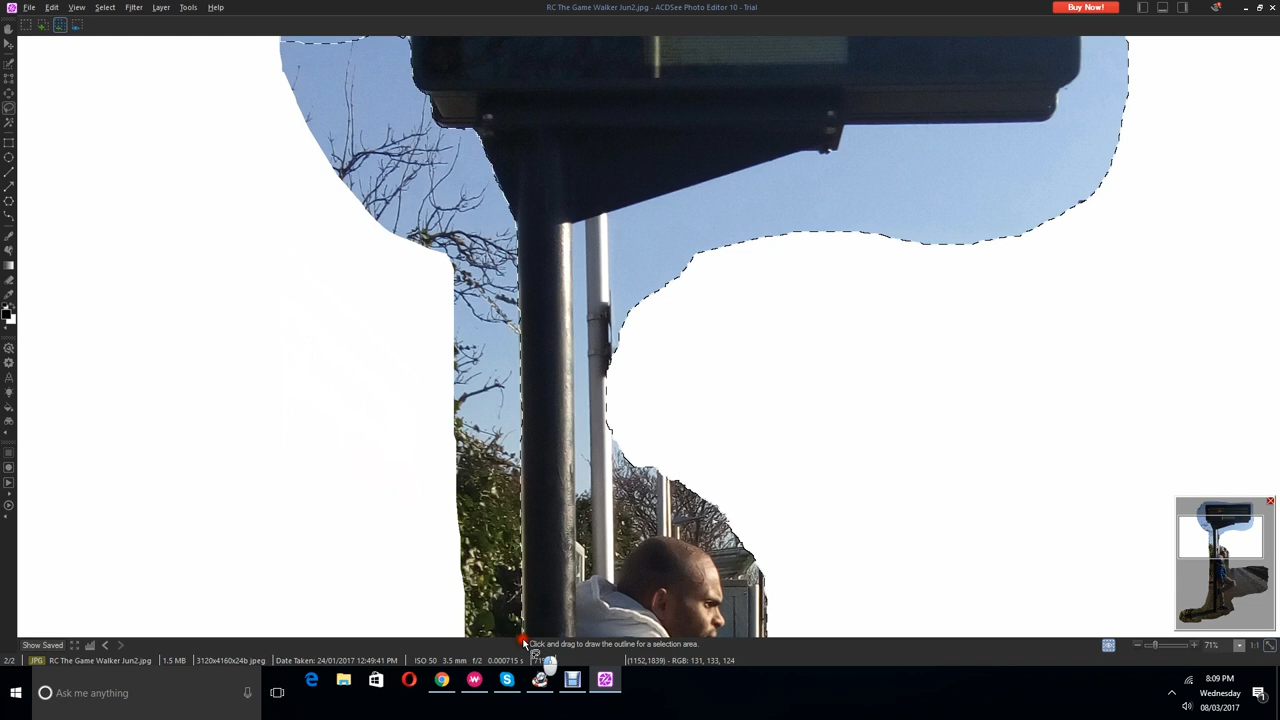 RC The Game Walker Jun2.jpg - ACDSee Photo Editor 10 - Trial
File Edit View Select Filter Layer Tools Help
Buy Now!
Show Saved
Click and drag to draw the outline for a selection area.
71%
1:1
2/2 JPG RC The Game Walker Jun2.jpg 1.5 MB 3120x4160x24b jpeg Date Taken: 24/01/2017 12:49:41 PM ISO 50 3.5 mm f/2 0.000715 s (1152,1839) - RGB: 131, 133, 124
Ask me anything
8:09 PM
Wednesday
08/03/2017